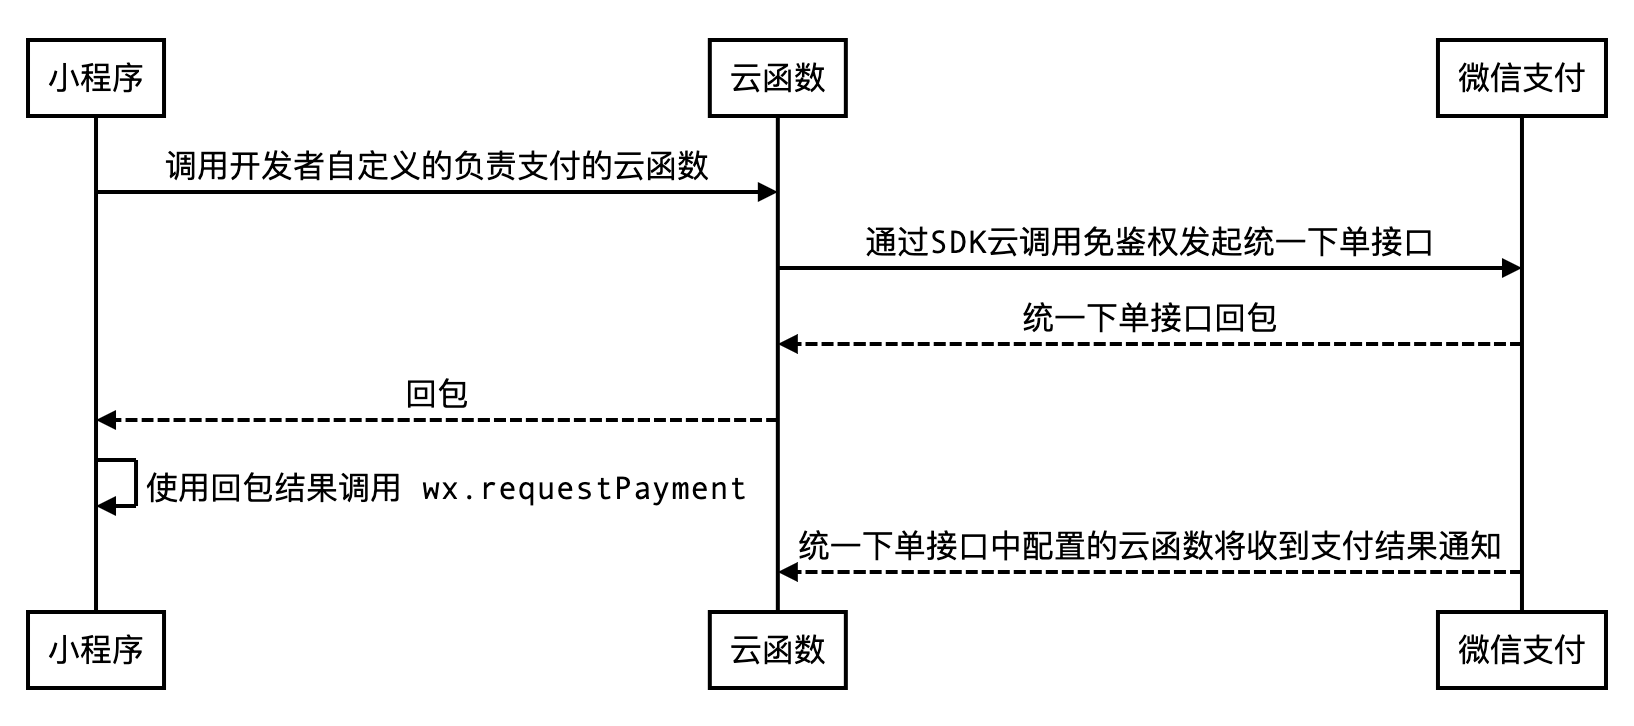 小程序
云函数
微信支付
调用开发者自定义的负责支付的云函数
通过SDK云调用免鉴权发起统一下单接口
统一下单接口回包
回包
使用回包结果调用 wx.requestPayment
统一下单接口中配置的云函数将收到支付结果通知
小程序
云函数
微信支付